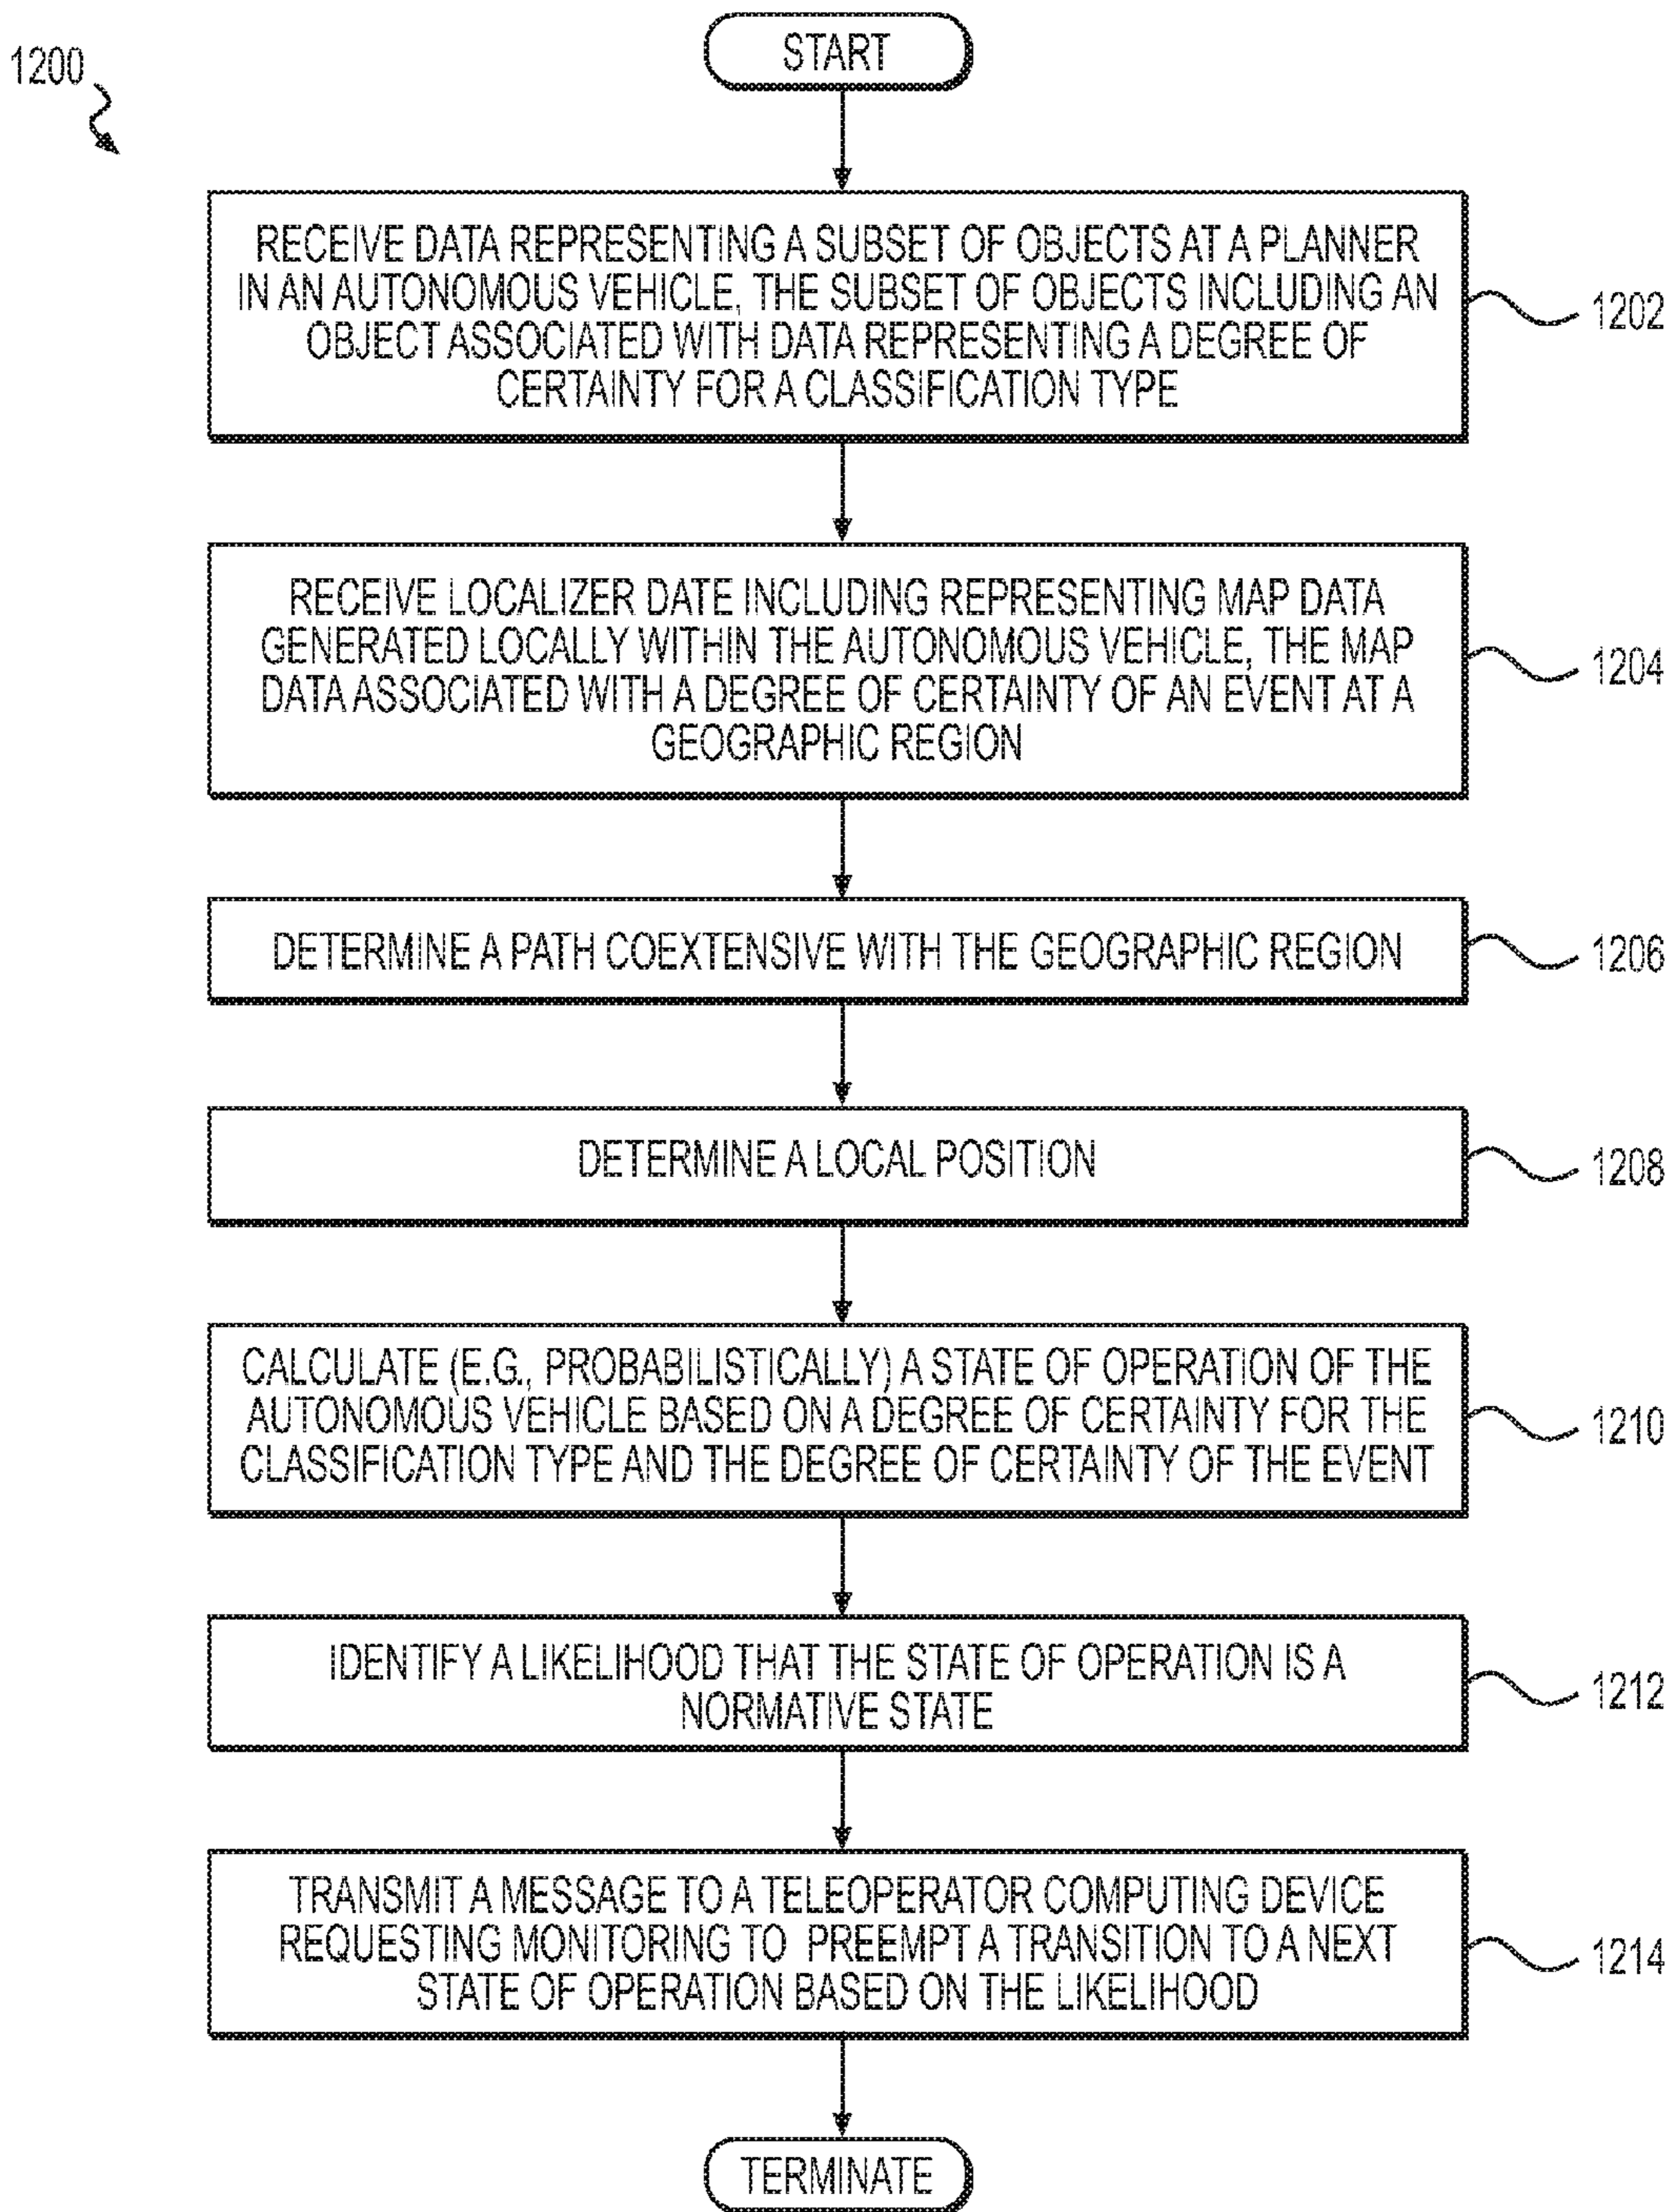 1200
START
RECEIVE DATA REPRESENTING A SUBSET OF OBJECTS AT A PLANNER
IN AN AUTONOMOUS VEHICLE, THE SUBSET OF OBJECTS INCLUDING AN
OBJECT ASSOCIATED WITH DATA REPRESENTING A DEGREE OF
CERTAINTY FOR A CLASSIFICATION TYPE
1202
RECEIVE LOCALIZER DATE INCLUDING REPRESENTING MAP DATA
GENERATED LOCALLY WITHIN THE AUTONOMOUS VEHICLE, THE MAP
DATA ASSOCIATED WITH A DEGREE OF CERTAINTY OF AN EVENT AT A
GEOGRAPHIC REGION
1204
DETERMINE A PATH COEXTENSIVE WITH THE GEOGRAPHIC REGION
1206
DETERMINE A LOCAL POSITION
1208
CALCULATE (E.G., PROBABILISTICALLY) A STATE OF OPERATION OF THE
AUTONOMOUS VEHICLE BASED ON A DEGREE OF CERTAINTY FOR THE
CLASSIFICATION TYPE AND THE DEGREE OF CERTAINTY OF THE EVENT
1210
IDENTIFY A LIKELIHOOD THAT THE STATE OF OPERATION IS A
NORMATIVE STATE
1212
TRANSMIT A MESSAGE TO A TELEOPERATOR COMPUTING DEVICE
REQUESTING MONITORING TO PREEMPT A TRANSITION TO A NEXT
STATE OF OPERATION BASED ON THE LIKELIHOOD
1214
TERMINATE